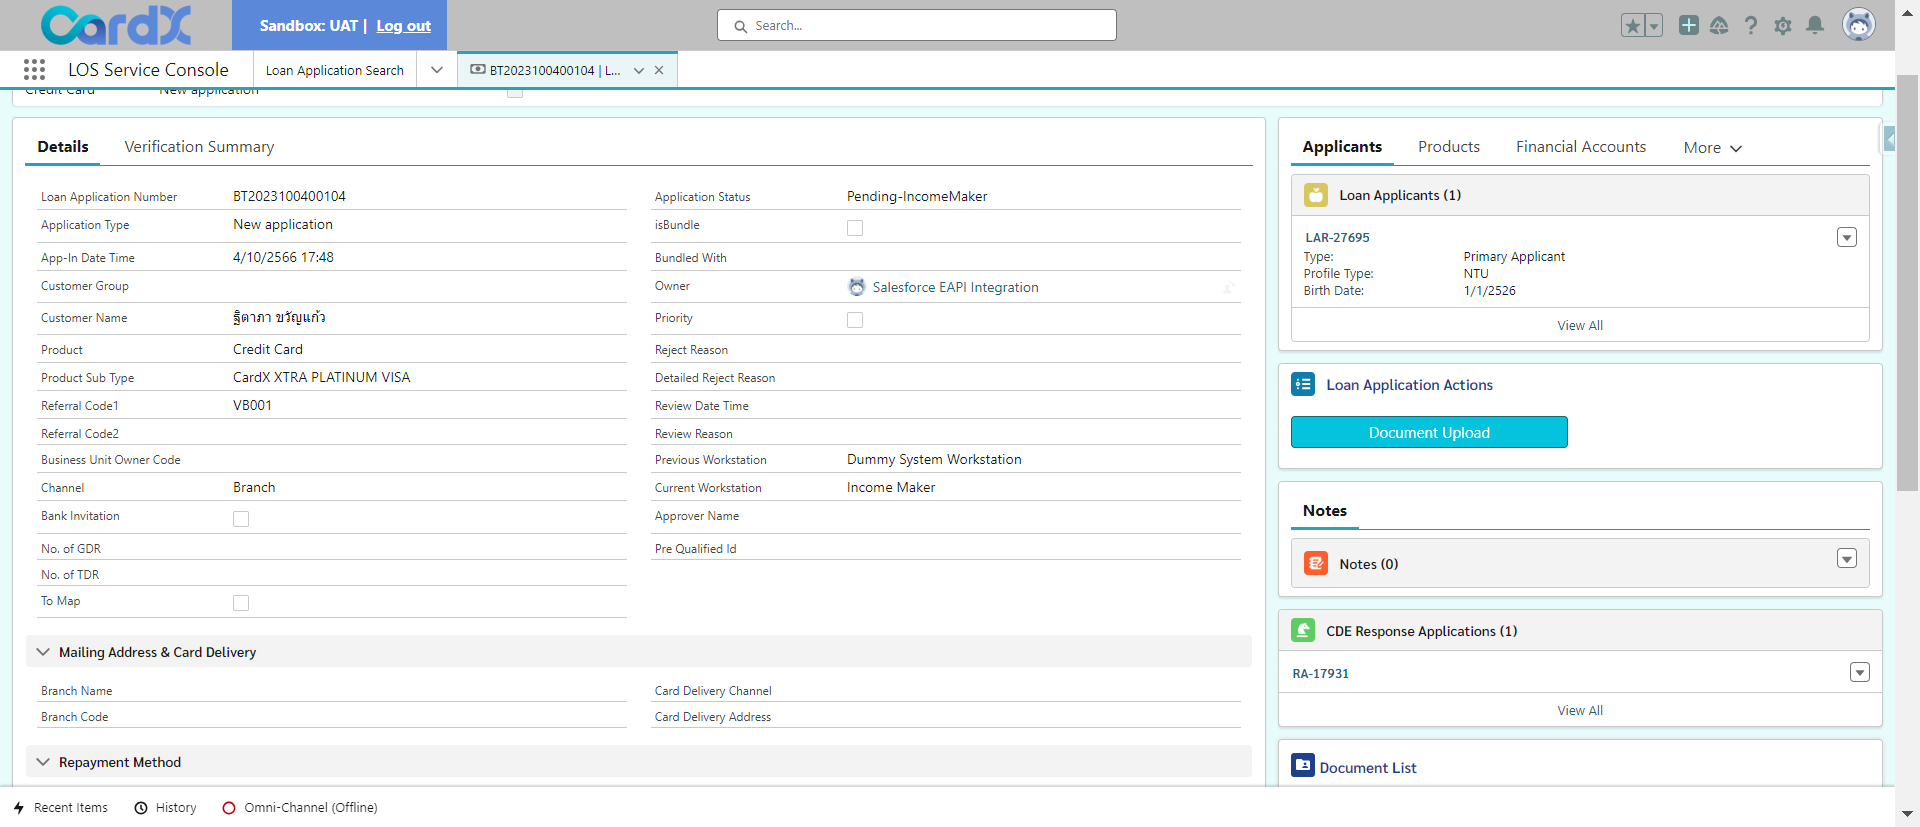 CardX
Sandbox: UAT | Log out
Search...
LOS Service Console
Loan Application Search
BT2023100400104 | L...
Credit Card New application
Details
Verification Summary
Loan Application Number BT2023100400104
Application Type New application
App-In Date Time 4/10/2566 17:48
Customer Group
Customer Name ฐิตาภา ขวัญแก้ว
Product Credit Card
Product Sub Type CardX XTRA PLATINUM VISA
Referral Code1 VB001
Referral Code2
Business Unit Owner Code
Channel Branch
Bank Invitation
No. of GDR
No. of TDR
To Map
Application Status Pending-IncomeMaker
isBundle
Bundled With
Owner Salesforce EAPI Integration
Priority
Reject Reason
Detailed Reject Reason
Review Date Time
Review Reason
Previous Workstation Dummy System Workstation
Current Workstation Income Maker
Approver Name
Pre Qualified Id
Mailing Address & Card Delivery
Branch Name
Branch Code
Card Delivery Channel
Card Delivery Address
Repayment Method
Applicants
Products
Financial Accounts
More
Loan Applicants (1)
LAR-27695
Type: Primary Applicant
Profile Type: NTU
Birth Date: 1/1/2526
View All
Loan Application Actions
Document Upload
Notes
Notes (0)
CDE Response Applications (1)
RA-17931
View All
Document List
Recent Items
History
Omni-Channel (Offline)